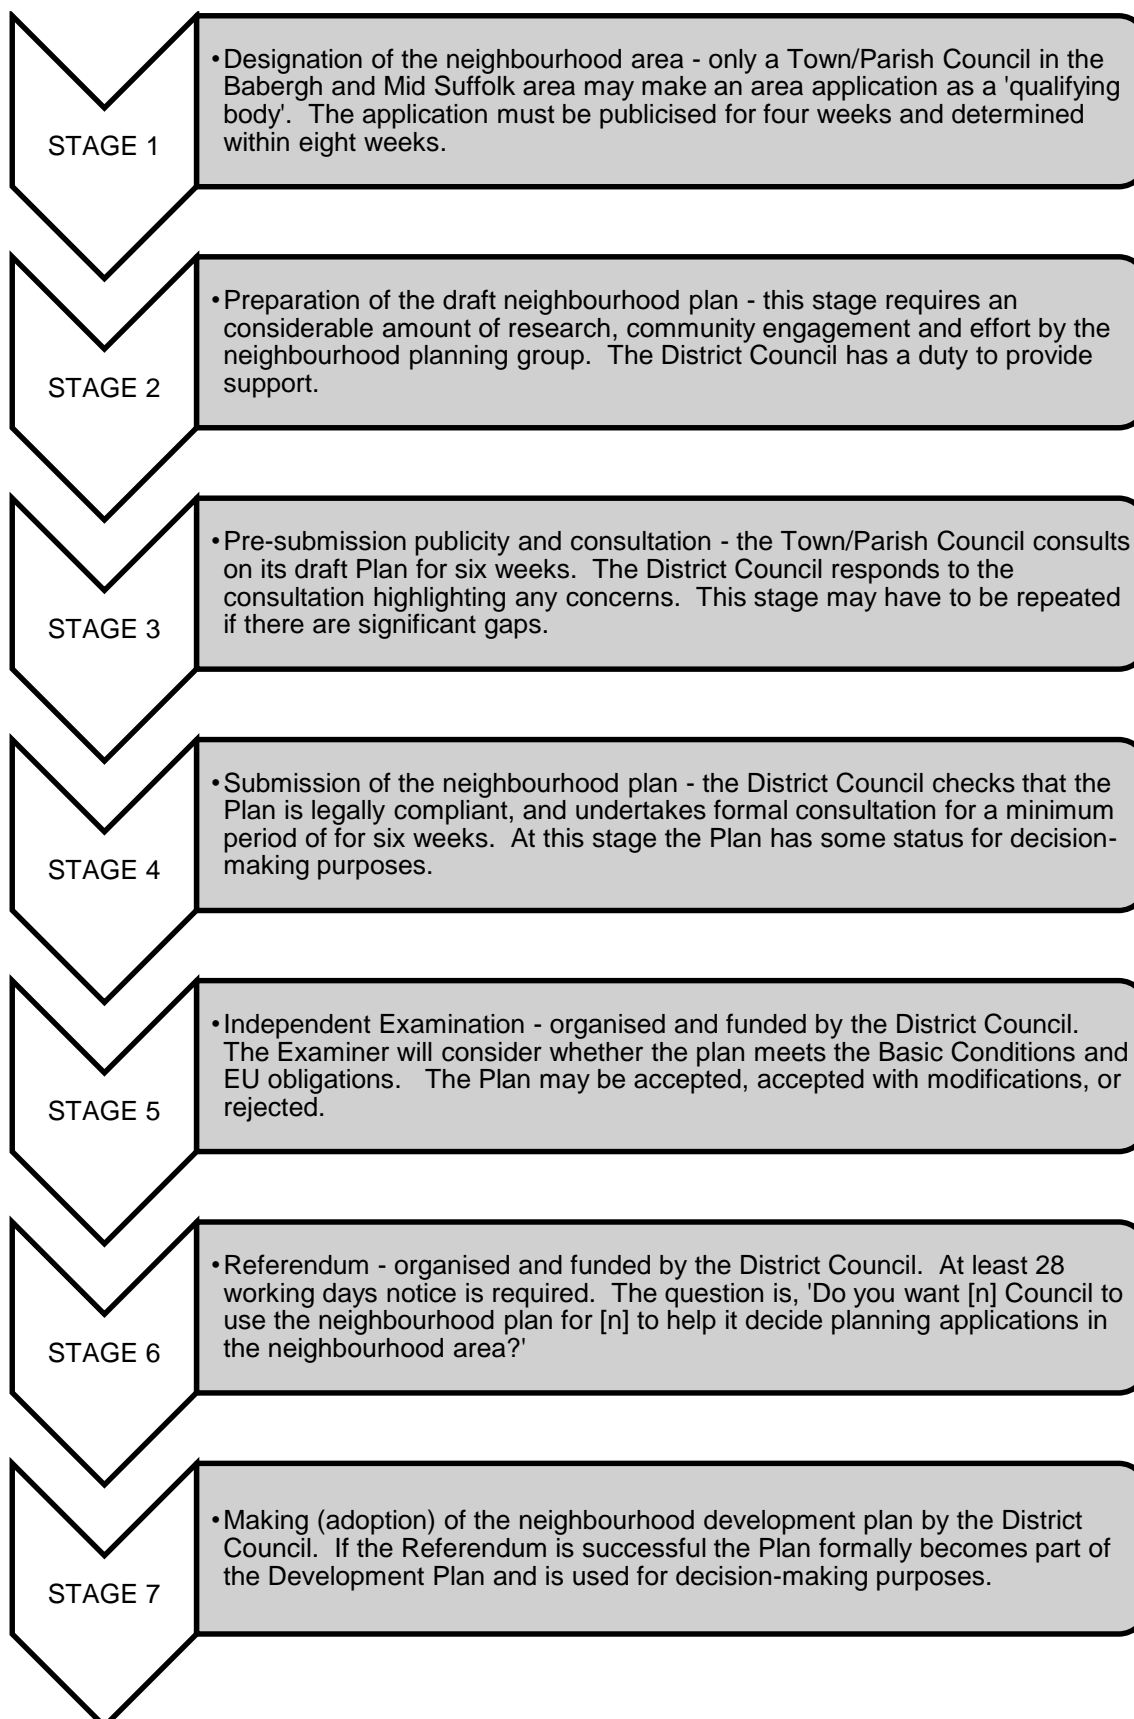 STAGE 1
•Designation of the neighbourhood area - only a Town/Parish Council in the
Babergh and Mid Suffolk area may make an area application as a 'qualifying
body'.  The application must be publicised for four weeks and determined
within eight weeks.
STAGE 2
•Preparation of the draft neighbourhood plan - this stage requires an
considerable amount of research, community engagement and effort by the
neighbourhood planning group.  The District Council has a duty to provide
support.
STAGE 3
•Pre-submission publicity and consultation - the Town/Parish Council consults
on its draft Plan for six weeks.  The District Council responds to the
consultation highlighting any concerns.  This stage may have to be repeated
if there are significant gaps.
STAGE 4
•Submission of the neighbourhood plan - the District Council checks that the
Plan is legally compliant, and undertakes formal consultation for a minimum
period of for six weeks.  At this stage the Plan has some status for decision-
making purposes.
STAGE 5
•Independent Examination - organised and funded by the District Council.
The Examiner will consider whether the plan meets the Basic Conditions and
EU obligations.   The Plan may be accepted, accepted with modifications, or
rejected.
STAGE 6
•Referendum - organised and funded by the District Council.  At least 28
working days notice is required.  The question is, 'Do you want [n] Council to
use the neighbourhood plan for [n] to help it decide planning applications in
the neighbourhood area?'
STAGE 7
•Making (adoption) of the neighbourhood development plan by the District
Council.  If the Referendum is successful the Plan formally becomes part of
the Development Plan and is used for decision-making purposes.